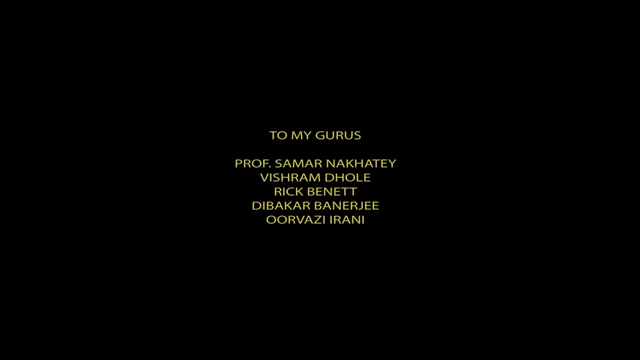 TO MY GURUS
PROF. SAMAR NAKHATEY
VISHRAM DHOLE
RICK BENETT
DIBAKAR BANERJEE
OORVAZI IRANI